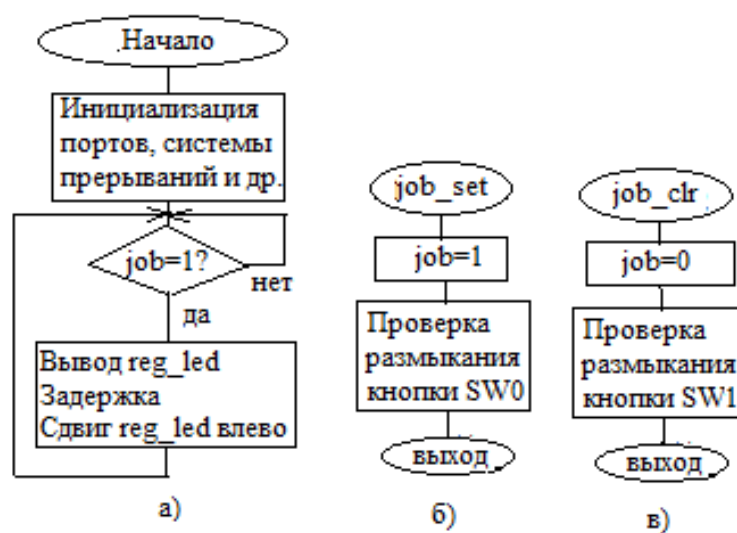 Начало
Инициализация
портов, системы
прерываний и др.
job=1?
нет
да
Вывод reg_led
Задержка
Сдвиг reg_led влево
а)
job_set
job=1
Проверка
размыкания
кнопки SW0
выход
б)
job_clr
job=0
Проверка
размыкания
кнопки SW1
выход
в)